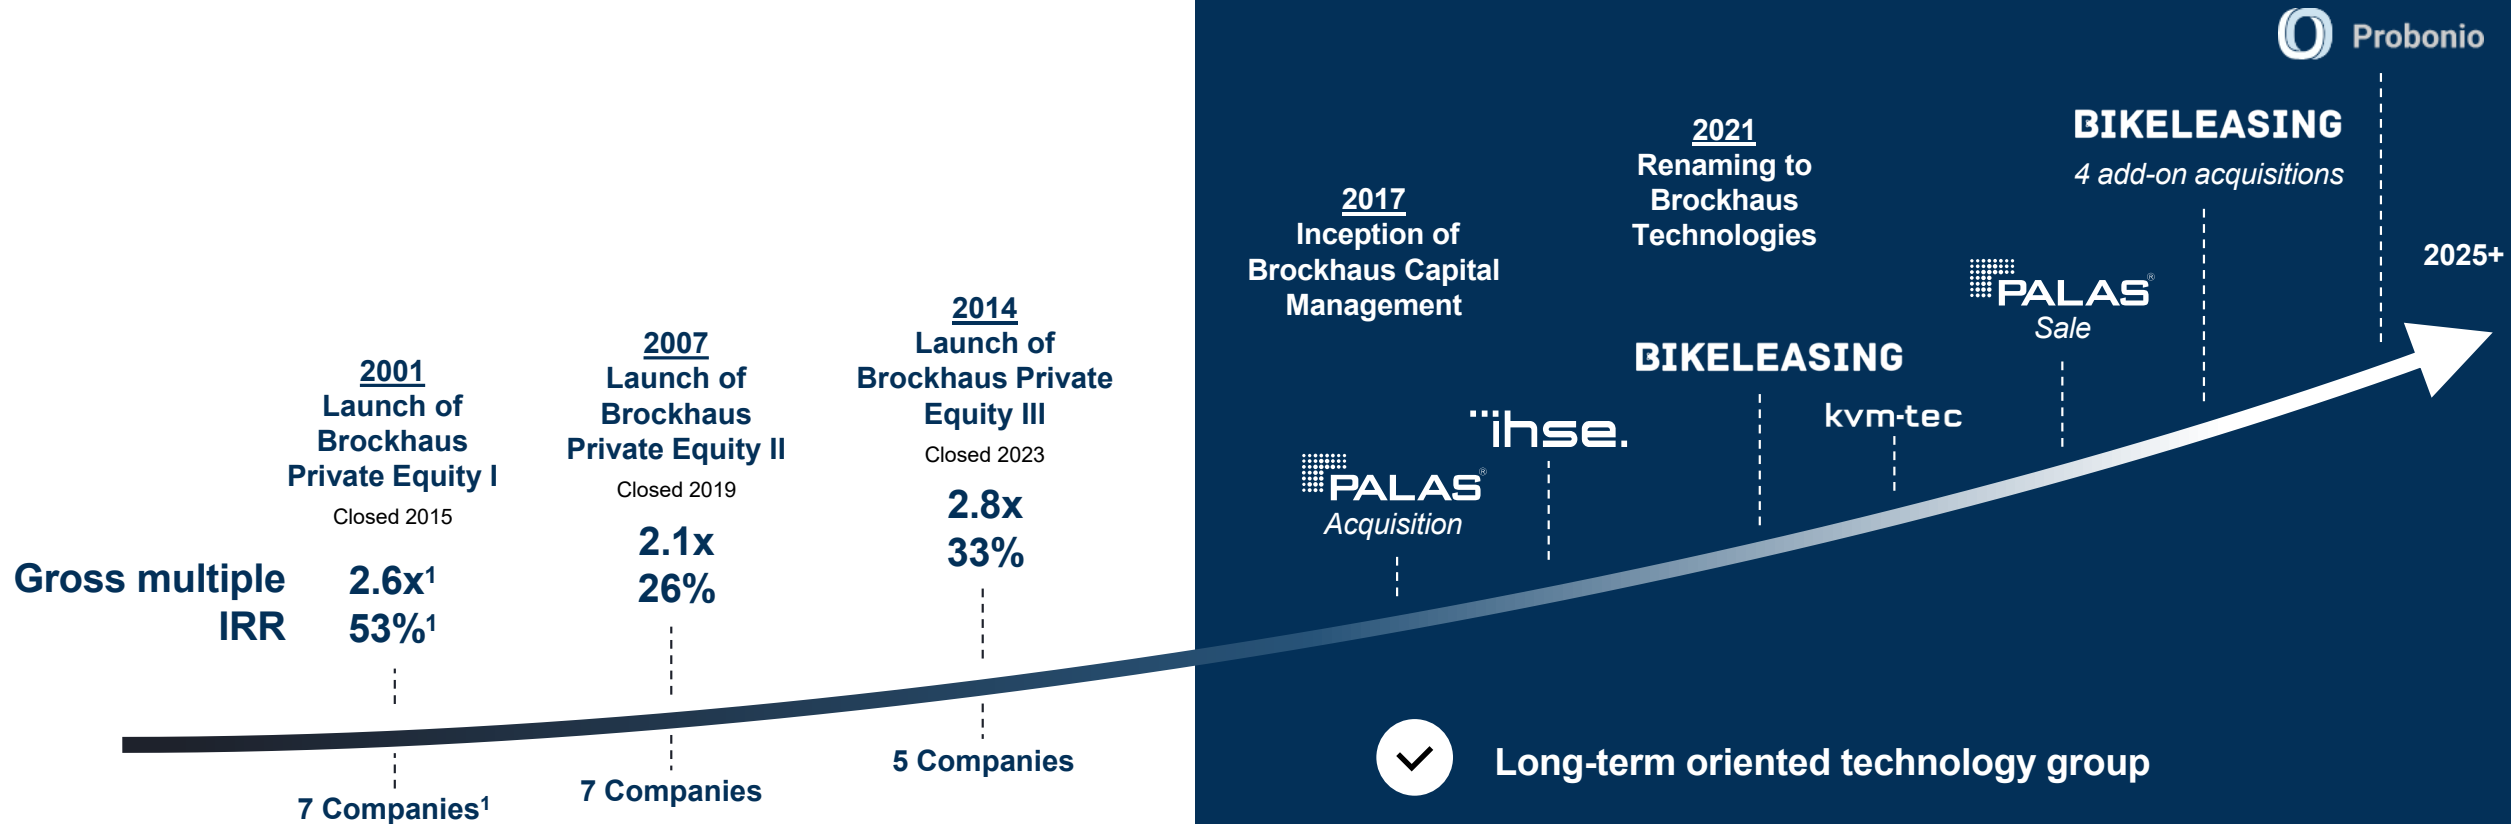 Gross multiple
IRR
2001
Launch of
Brockhaus
Private Equity I
Closed 2015
2.6x¹
53%¹
7 Companies¹
2007
Launch of
Brockhaus
Private Equity II
Closed 2019
2.1x
26%
7 Companies
2014
Launch of
Brockhaus Private
Equity III
Closed 2023
2.8x
33%
5 Companies
2017
Inception of
Brockhaus Capital
Management
PALAS®
Acquisition
ihse.
2021
Renaming to
Brockhaus
Technologies
BIKELEASING
kvm-tec
PALAS®
Sale
BIKELEASING
4 add-on acquisitions
Probonio
2025+
Long-term oriented technology group